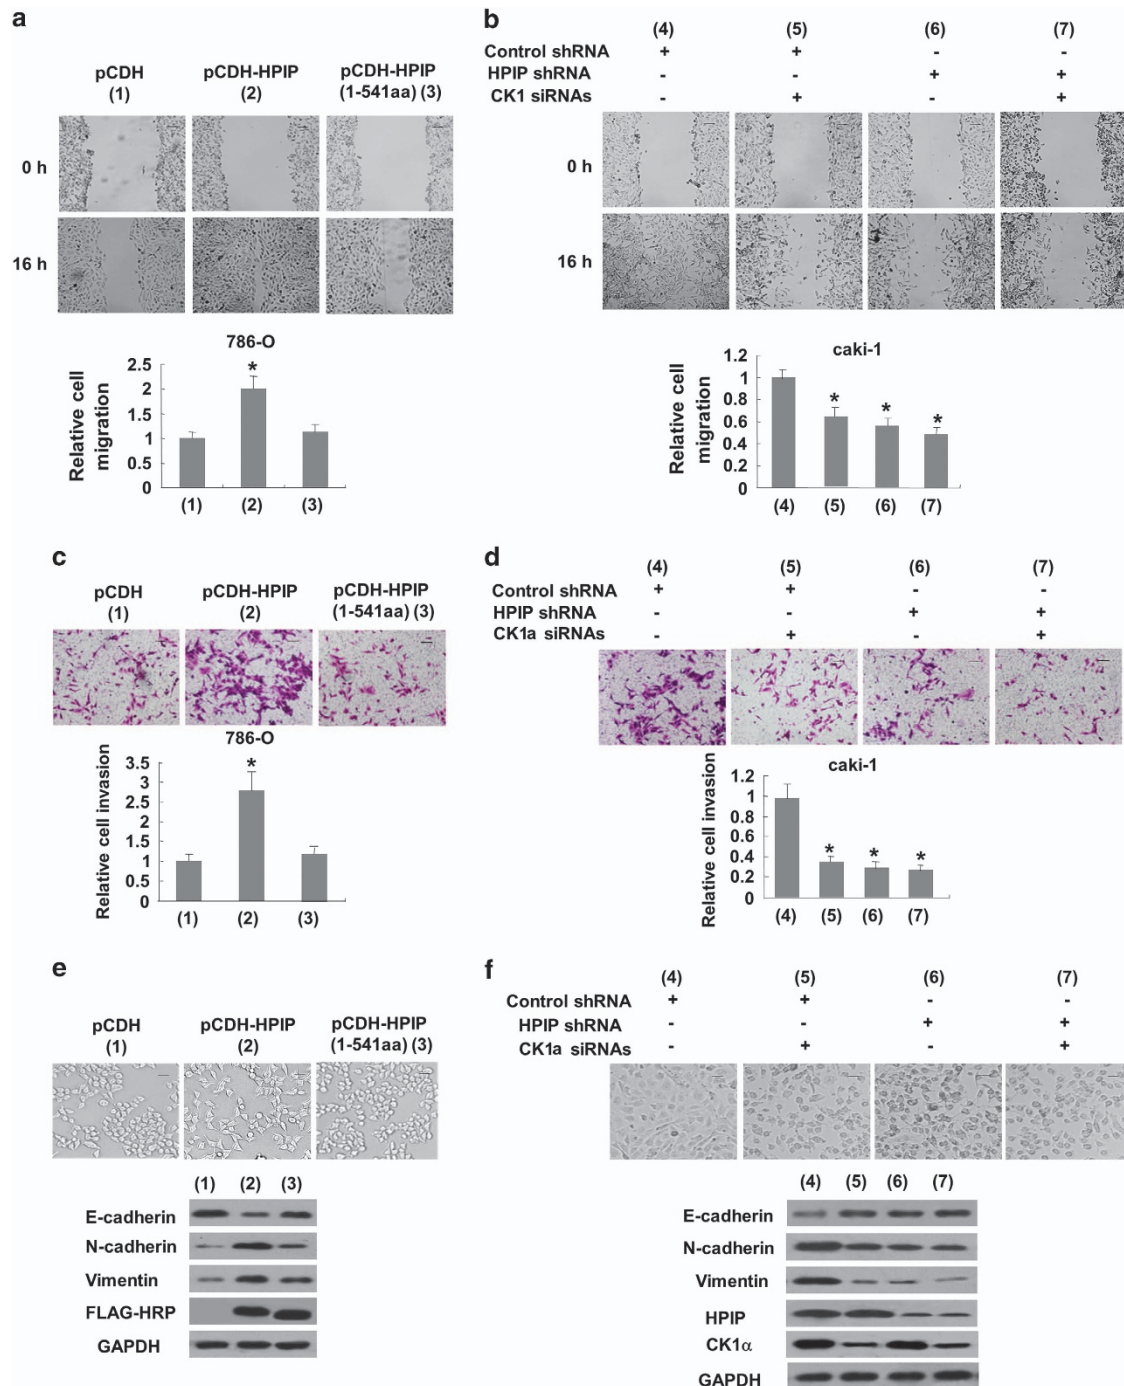 a
pCDH
(1)
pCDH-HPIP
(2)
pCDH-HPIP
(1-541aa) (3)
0 h
16 h
786-O
Relative cell
migration
2.5
2
1.5
1
0.5
0
*
(1) (2) (3)
b
(4) (5) (6) (7)
Control shRNA + + - -
HPIP shRNA - - + +
CK1 siRNAs - + - +
0 h
16 h
caki-1
Relative cell
migration
1.2
1
0.8
0.6
0.4
0.2
0
* * *
(4) (5) (6) (7)
c
pCDH
(1)
pCDH-HPIP
(2)
pCDH-HPIP
(1-541aa) (3)
786-O
Relative cell invasion
3.5
3
2.5
2
1.5
1
0.5
0
*
(1) (2) (3)
d
(4) (5) (6) (7)
Control shRNA + + - -
HPIP shRNA - - + +
CK1a siRNAs - + - +
caki-1
Relative cell invasion
1.2
1
0.8
0.6
0.4
0.2
0
* * *
(4) (5) (6) (7)
e
pCDH
(1)
pCDH-HPIP
(2)
pCDH-HPIP
(1-541aa) (3)
(1) (2) (3)
E-cadherin
N-cadherin
Vimentin
FLAG-HRP
GAPDH
f
(4) (5) (6) (7)
Control shRNA + + - -
HPIP shRNA - - + +
CK1a siRNAs - + - +
(4) (5) (6) (7)
E-cadherin
N-cadherin
Vimentin
HPIP
CK1α
GAPDH